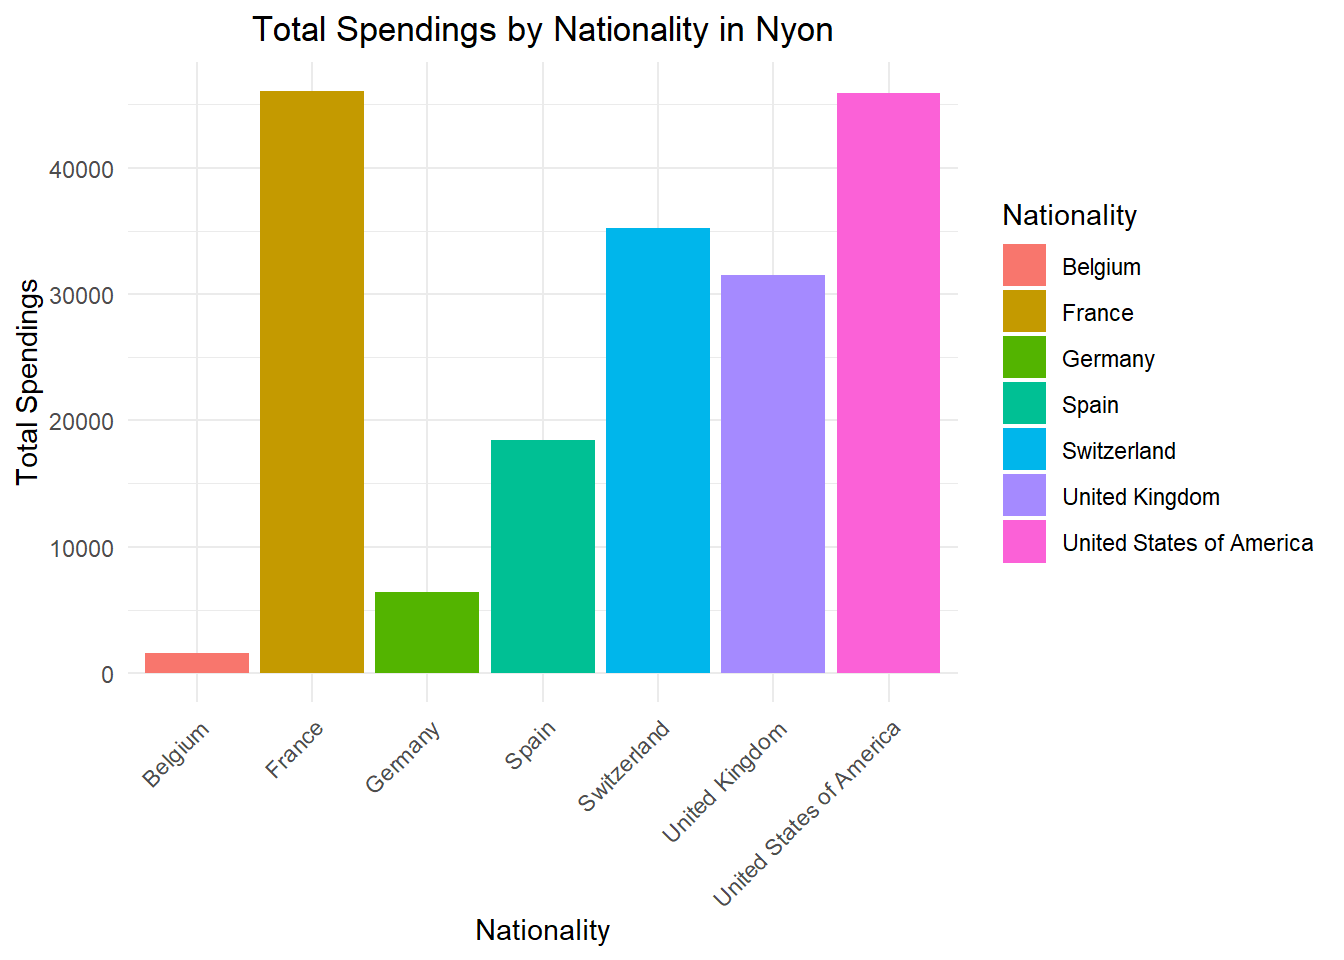 Total Spendings by Nationality in Nyon
Total Spendings
40000
30000
20000
10000
0
Belgium
France
Germany
Spain
Switzerland
United Kingdom
United States of America
Nationality
Nationality
Belgium
France
Germany
Spain
Switzerland
United Kingdom
United States of America